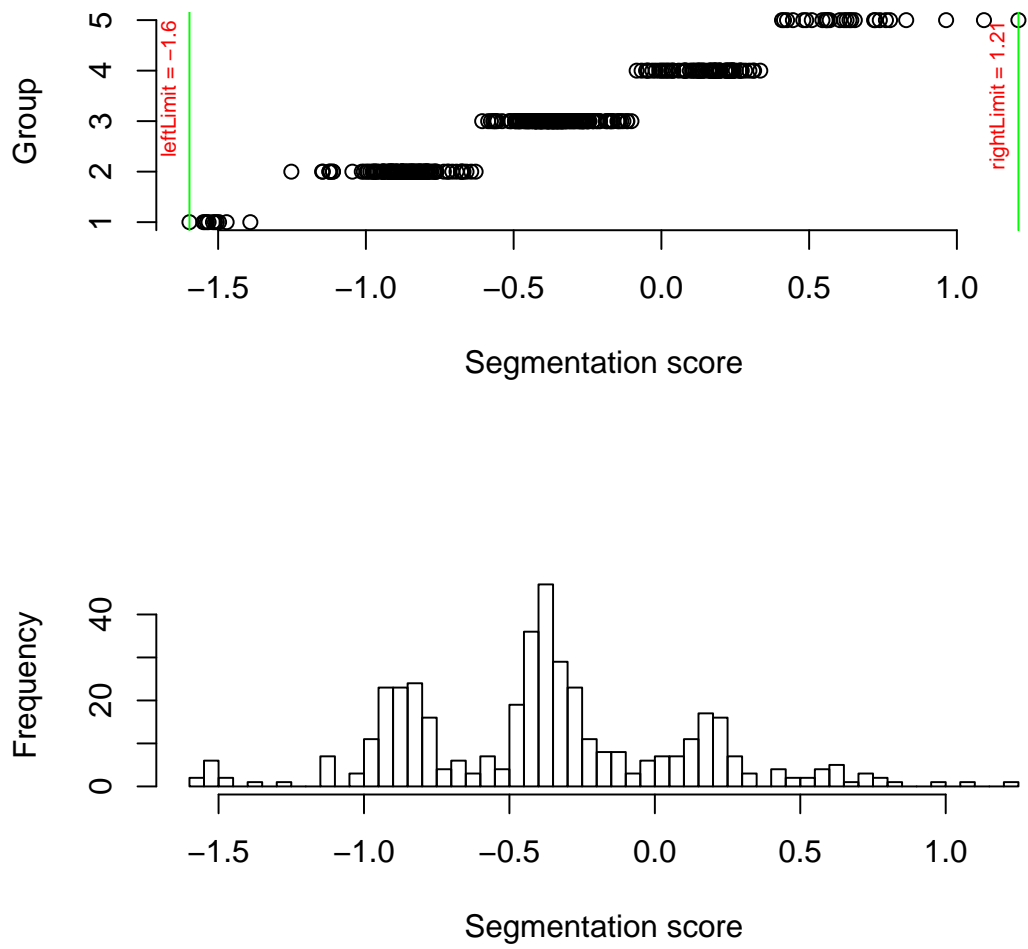 Group
5
4
3
2
1
leftLimit = −1.6
rightLimit = 1.21
−1.5 −1.0 −0.5 0.0 0.5 1.0
Segmentation score
Frequency
40
20
0
−1.5 −1.0 −0.5 0.0 0.5 1.0
Segmentation score